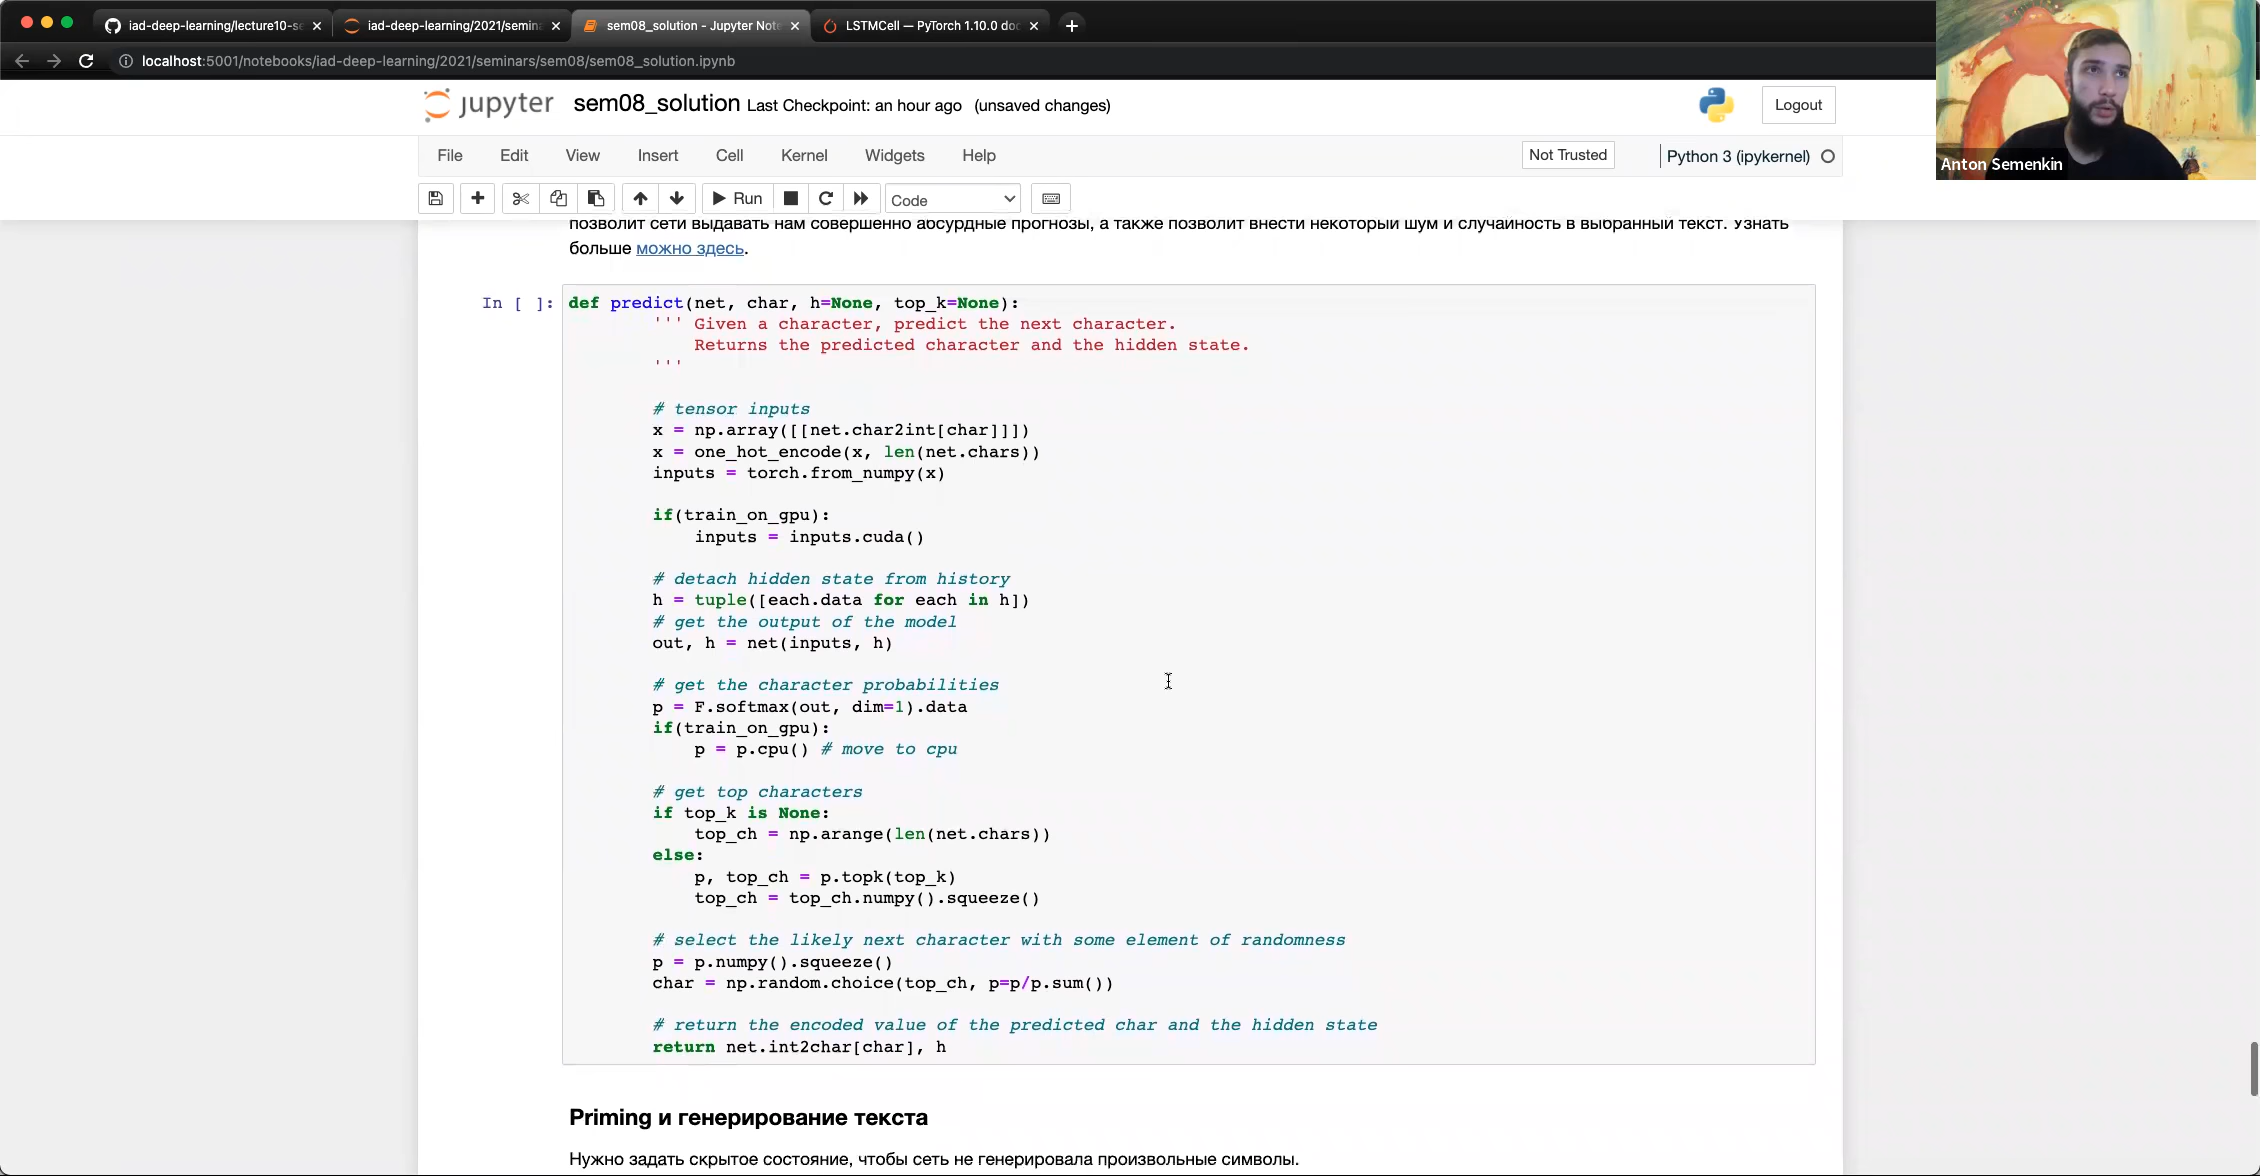 iad-deep-learning/lecture10-se
iad-deep-learning/2021/semina
sem08_solution - Jupyter Note
LSTMCell — PyTorch 1.10.0 doc
localhost:5001/notebooks/iad-deep-learning/2021/seminars/sem08/sem08_solution.ipynb
jupyter sem08_solution Last Checkpoint: an hour ago (unsaved changes)
Logout
Anton Semenkin
File Edit View Insert Cell Kernel Widgets Help
Not Trusted
Python 3 (ipykernel)
Run
Code
позволит сети выдавать нам совершенно абсурдные прогнозы, а также позволит внести некоторый шум и случайность в выбранный текст. Узнать
больше можно здесь.
In [ ]:
def predict(net, char, h=None, top_k=None):
''' Given a character, predict the next character.
Returns the predicted character and the hidden state.
'''
# tensor inputs
x = np.array([[net.char2int[char]]])
x = one_hot_encode(x, len(net.chars))
inputs = torch.from_numpy(x)
if(train_on_gpu):
inputs = inputs.cuda()
# detach hidden state from history
h = tuple([each.data for each in h])
# get the output of the model
out, h = net(inputs, h)
# get the character probabilities
p = F.softmax(out, dim=1).data
if(train_on_gpu):
p = p.cpu() # move to cpu
# get top characters
if top_k is None:
top_ch = np.arange(len(net.chars))
else:
p, top_ch = p.topk(top_k)
top_ch = top_ch.numpy().squeeze()
# select the likely next character with some element of randomness
p = p.numpy().squeeze()
char = np.random.choice(top_ch, p=p/p.sum())
# return the encoded value of the predicted char and the hidden state
return net.int2char[char], h
Priming и генерирование текста
Нужно задать скрытое состояние, чтобы сеть не генерировала произвольные символы.